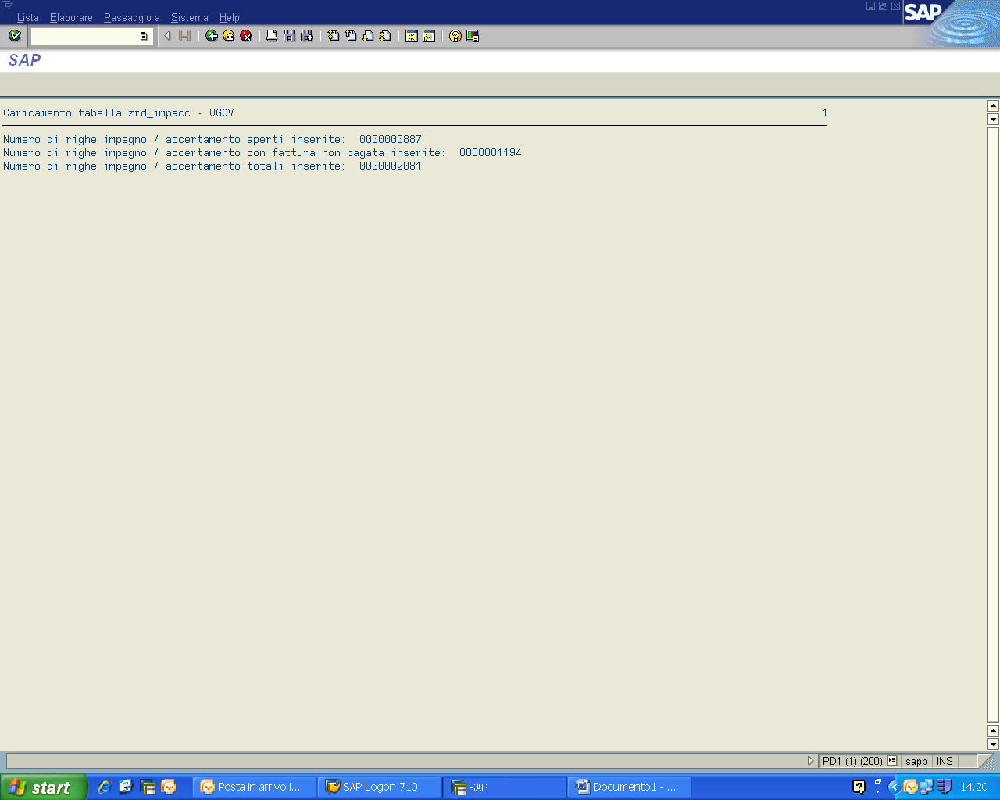 Lista Elaborare Passaggio a Sistema Help
SAP
SAP
Caricamento tabella zrd_impacc - UGOV 1
Numero di righe impegno / accertamento aperti inserite: 0000000887
Numero di righe impegno / accertamento con fattura non pagata inserite: 0000001194
Numero di righe impegno / accertamento totali inserite: 0000002081
PD1 (1) (200) sapp INS
start Posta in arrivo i... SAP Logon 710 SAP Documento1 - ... 14.20